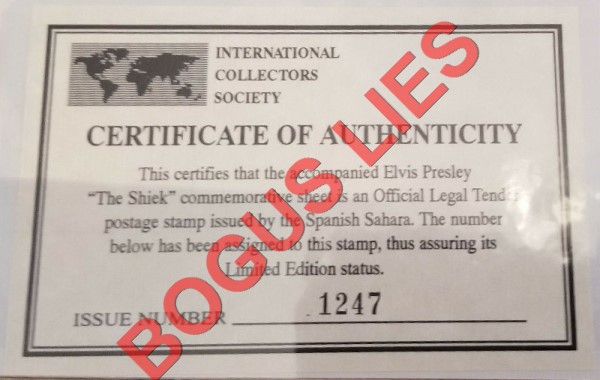 INTERNATIONAL
COLLECTORS
SOCIETY
CERTIFICATE OF AUTHENTICITY
This certifies that the accompanied Elvis Presley
“The Shiek” commemorative sheet is an Official Legal Tender
postage stamp issued by the Spanish Sahara. The number
below has been assigned to this stamp, thus assuring its
Limited Edition status.
ISSUE NUMBER 1247
BOGUS LIES